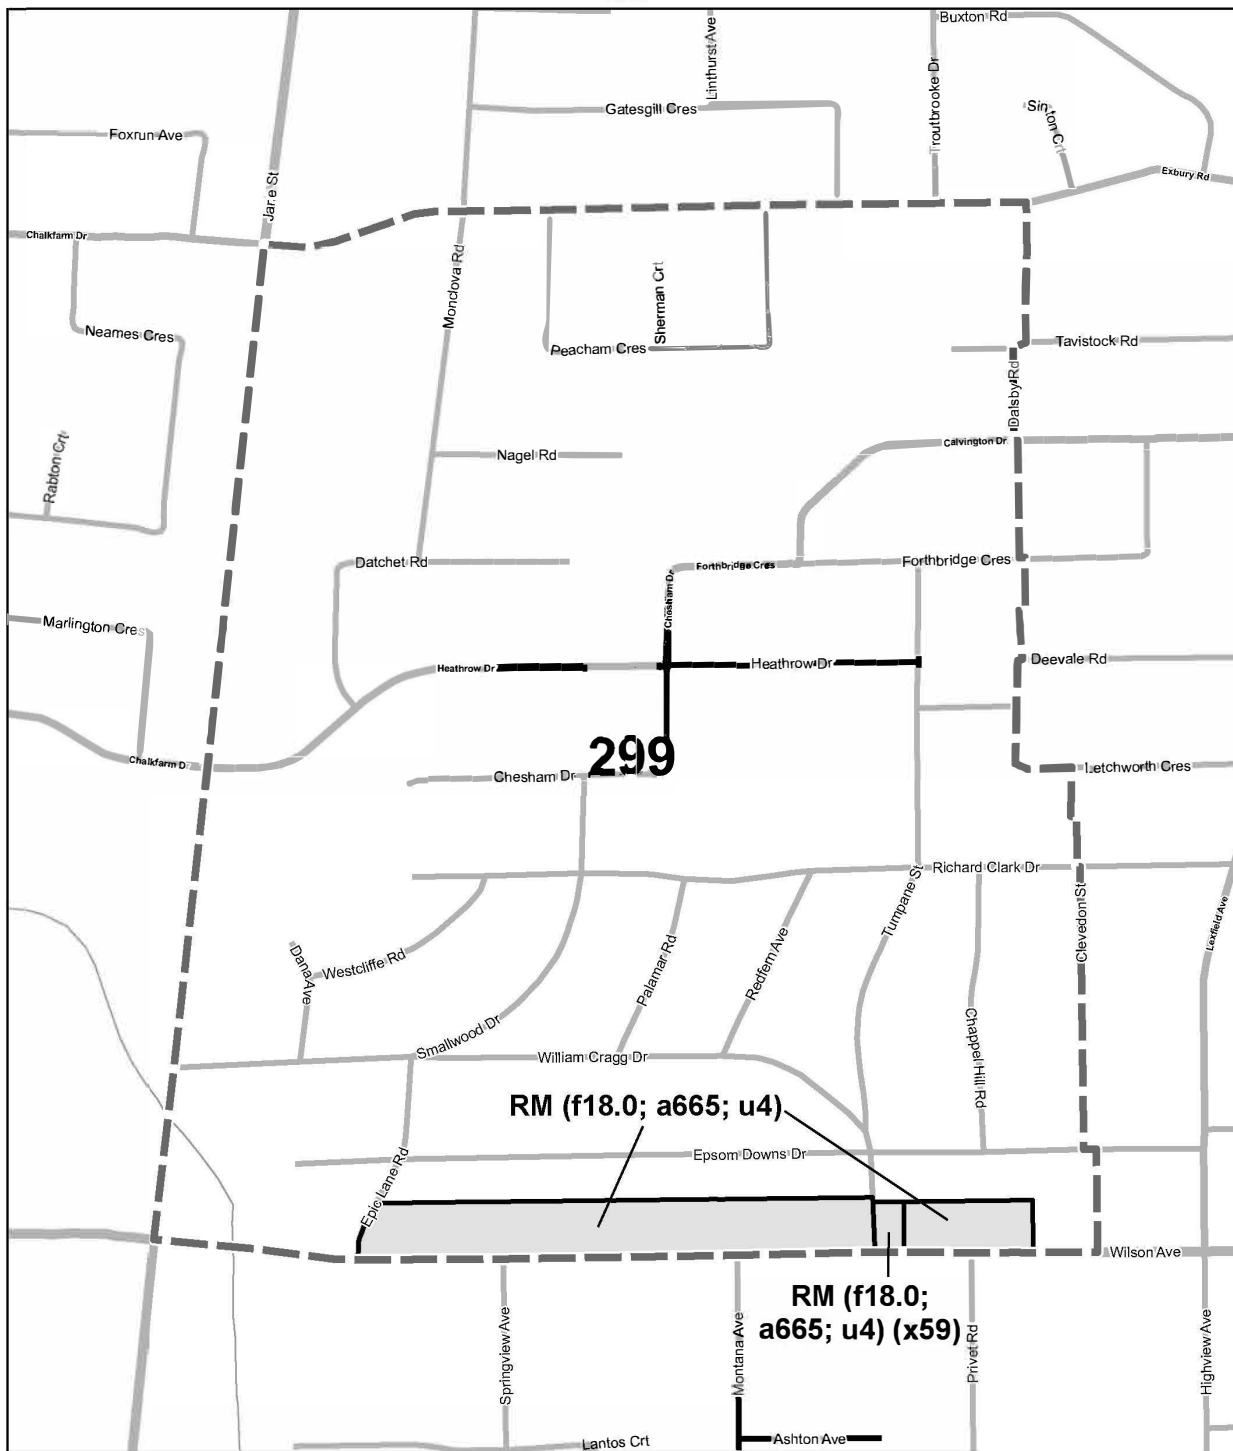 Buxton Rd
Linthurst Ave
Gatesgill Cres
Troutbrooke Dr
Sinton Crt
Foxrun Ave
Exbury Rd
Jane St
Chalkfarm Dr
Monclova Rd
Sherman Crt
Neames Cres
Peacham Cres
Tavistock Rd
Dalsby Rd
Calvington Dr
Nagel Rd
Rabton Crt
Datchet Rd
Forthbridge Cres
Forthbridge Cres
Chesham Dr
Marlington Cres
Heathrow Dr
Heathrow Dr
Deevale Rd
299
Chalkfarm Dr
Chesham Dr
Letchworth Cres
Richard Clark Dr
Tumpane St
Clevedon St
Lexfield Ave
Dana Ave
Westcliffe Rd
Palamar Rd
Redfern Ave
Smallwood Dr
William Cragg Dr
Chappel Hill Rd
RM (f18.0; a665; u4)
Epsom Downs Dr
Epic Lane Rd
Wilson Ave
RM (f18.0;
a665; u4) (x59)
Springview Ave
Montana Ave
Privet Rd
Highview Ave
Lantos Crt
Ashton Ave